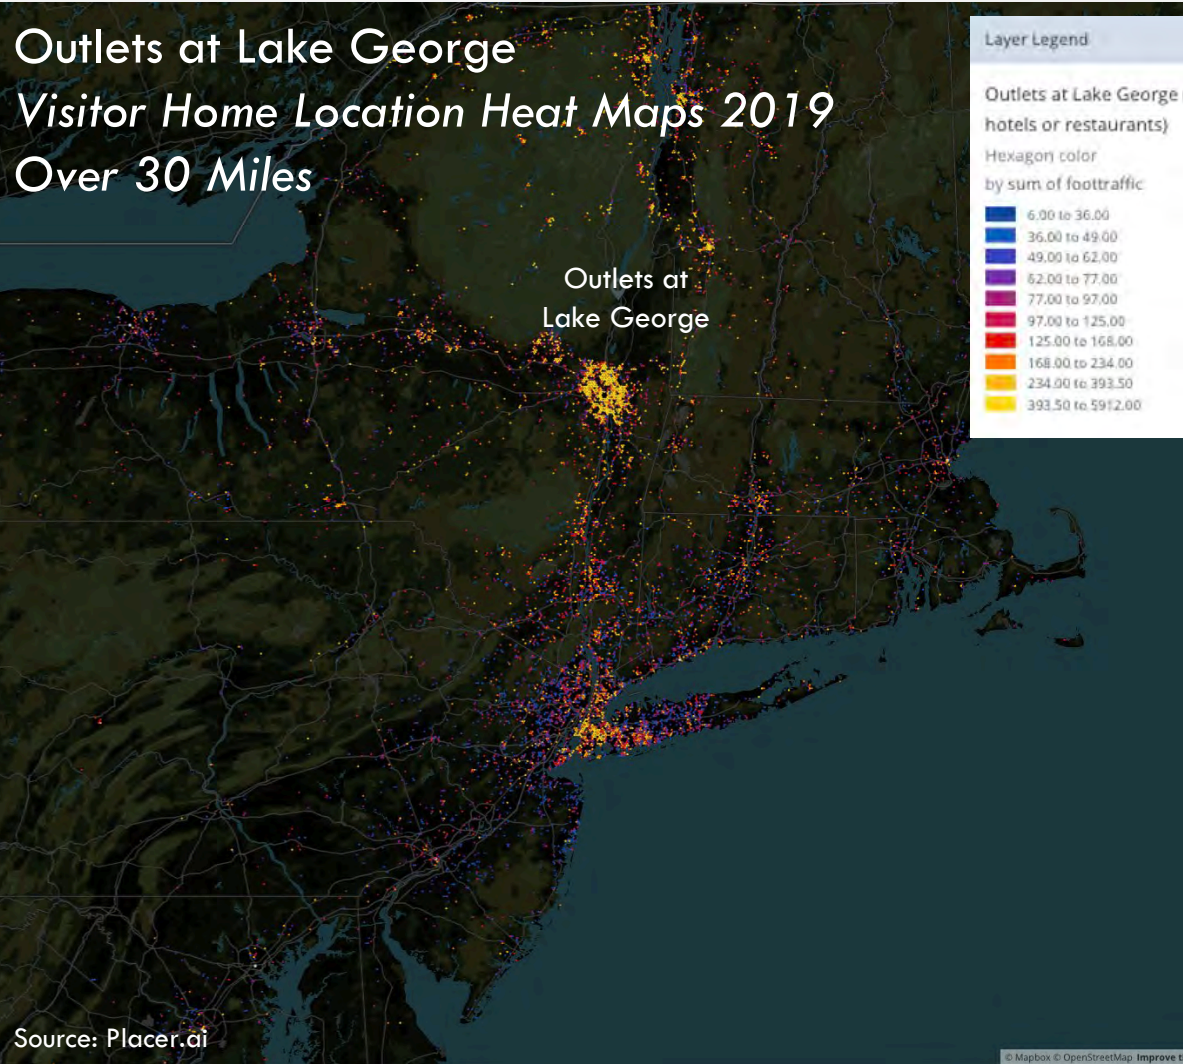 Outlets at Lake George
Visitor Home Location Heat Maps 2019
Over 30 Miles
Layer Legend
Outlets at Lake George
hotels or restaurants)
Hexagon color
by sum of foottraffic
6.00 to 36.00
36.00 to 49.00
49.00 to 62.00
62.00 to 77.00
77.00 to 97.00
97.00 to 125.00
125.00 to 168.00
168.00 to 234.00
234.00 to 393.50
393.50 to 5912.00
Outlets at
Lake George
Source: Placer.ai
© Mapbox © OpenStreetMap Improve t